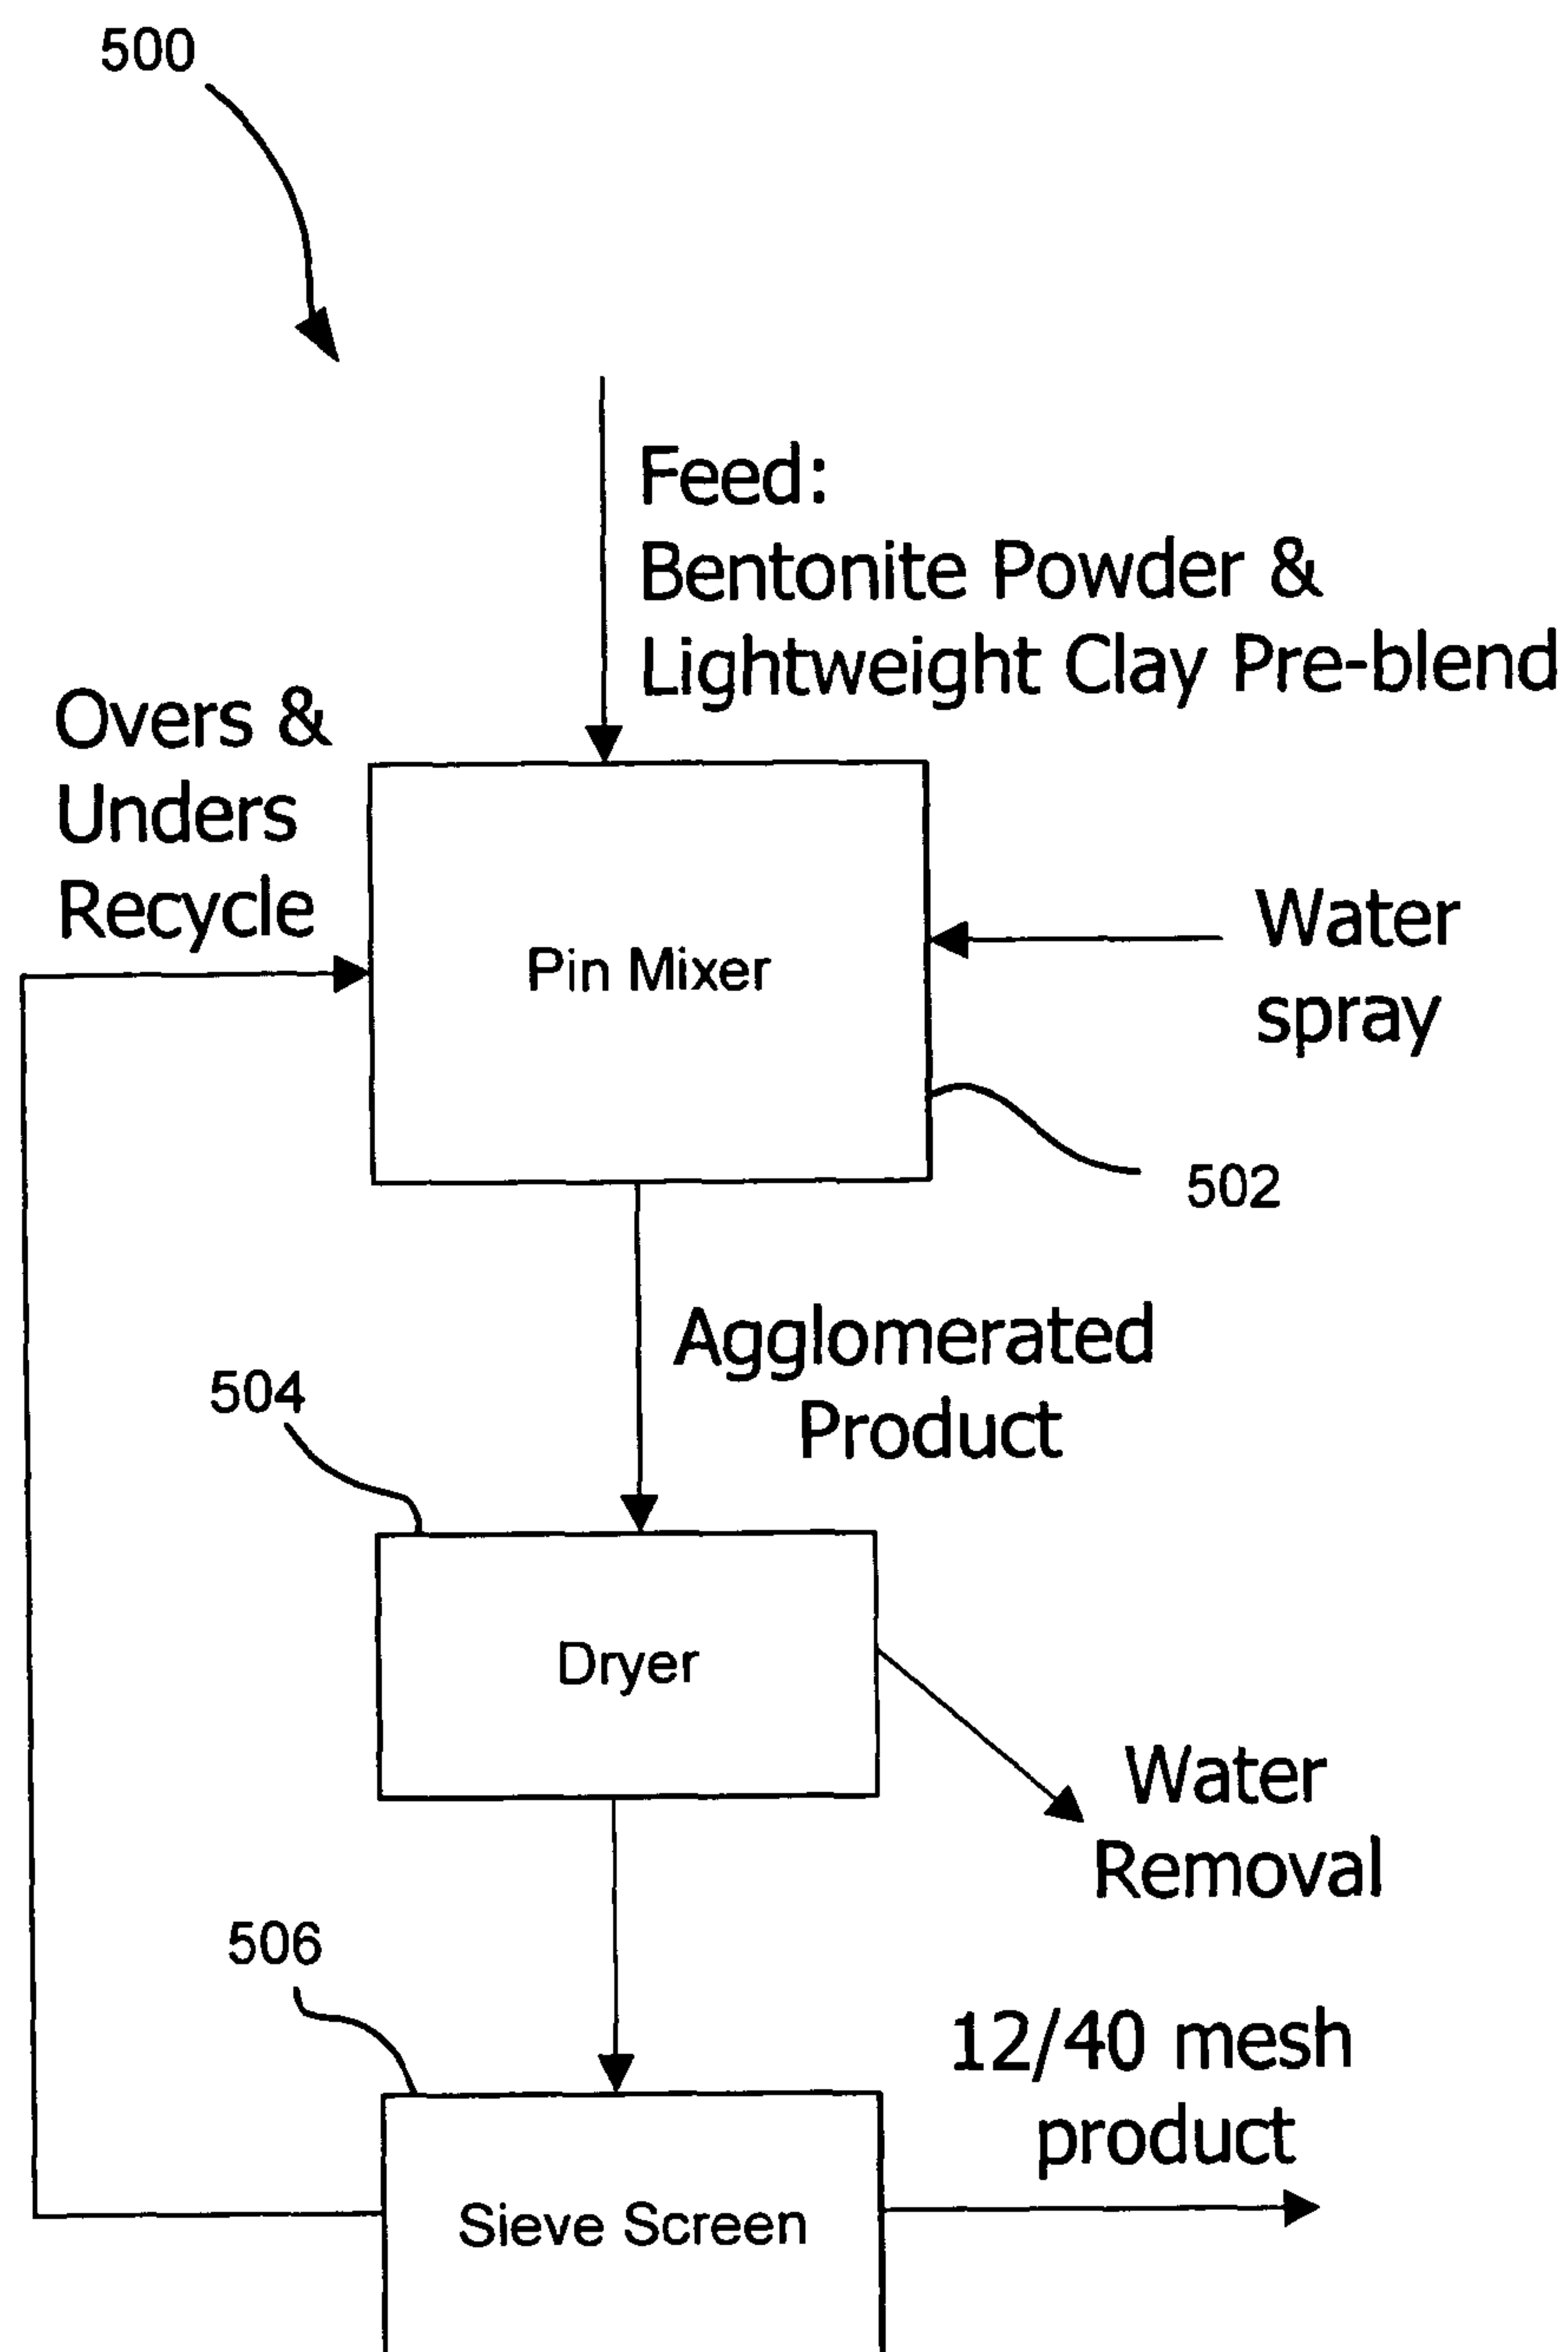 500
Feed:
Bentonite Powder &
Lightweight Clay Pre-blend
Overs &
Unders
Recycle
Pin Mixer
Water
spray
502
Agglomerated
Product
504
Dryer
Water
Removal
506
12/40 mesh
product
Sieve Screen